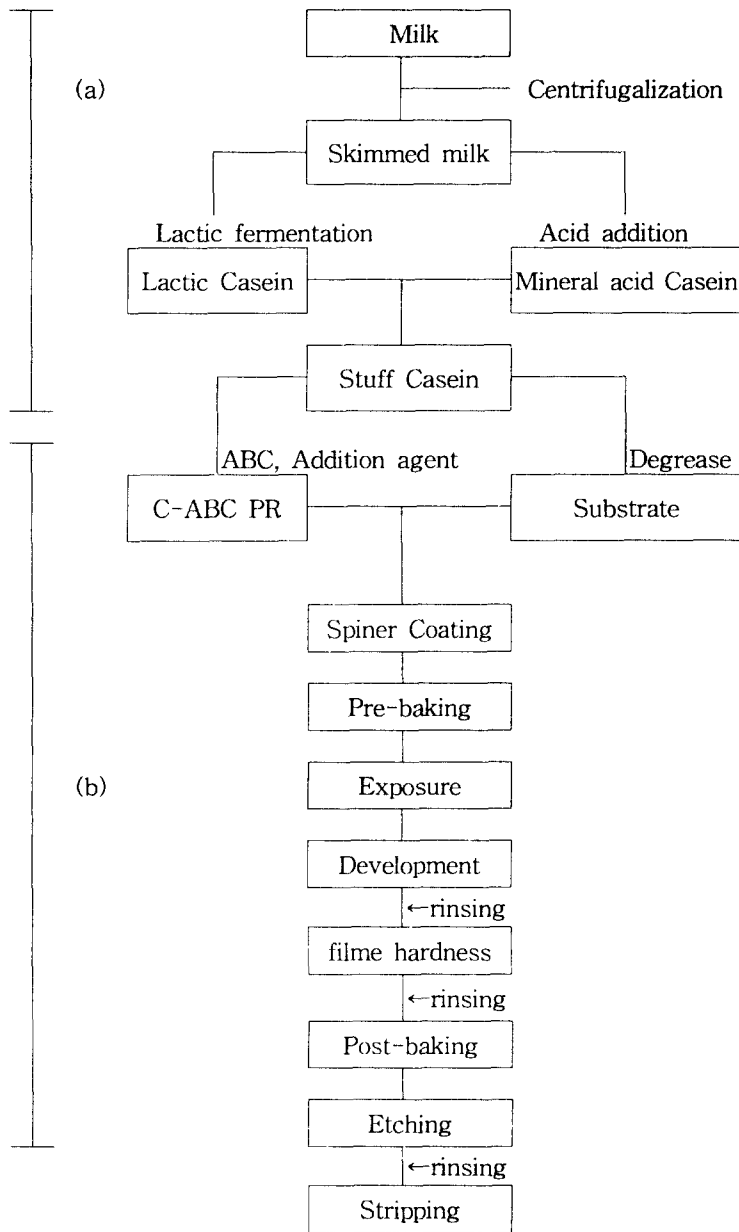 Milk
(a)
Centrifugalization
Skimmed milk
Lactic fermentation
Acid addition
Lactic Casein
Mineral acid Casein
Stuff Casein
ABC, Addition agent
Degrease
C-ABC PR
Substrate
Spiner Coating
Pre-baking
(b)
Exposure
Development
←rinsing
filme hardness
←rinsing
Post-baking
Etching
←rinsing
Stripping